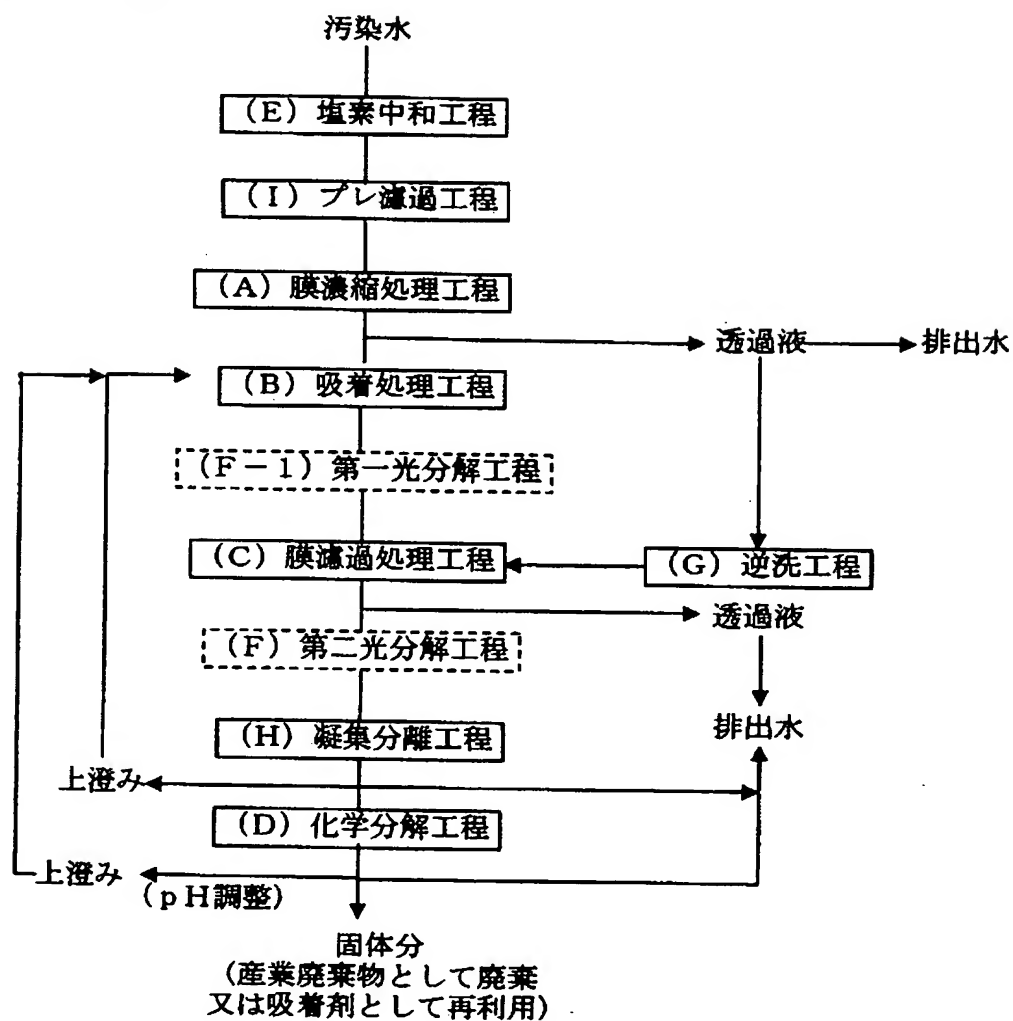 汚染水
(E) 塩素中和工程
(I) プレ濾過工程
(A) 膜濃縮処理工程
透過液
排出水
(B) 吸着処理工程
(F-1) 第一光分解工程
(C) 膜濾過処理工程
(G) 逆洗工程
透過液
(F) 第二光分解工程
排出水
(H) 凝集分離工程
上澄み
(D) 化学分解工程
上澄み
(pH調整)
固体分
(産業廃棄物として廃棄
又は吸着剤として再利用)